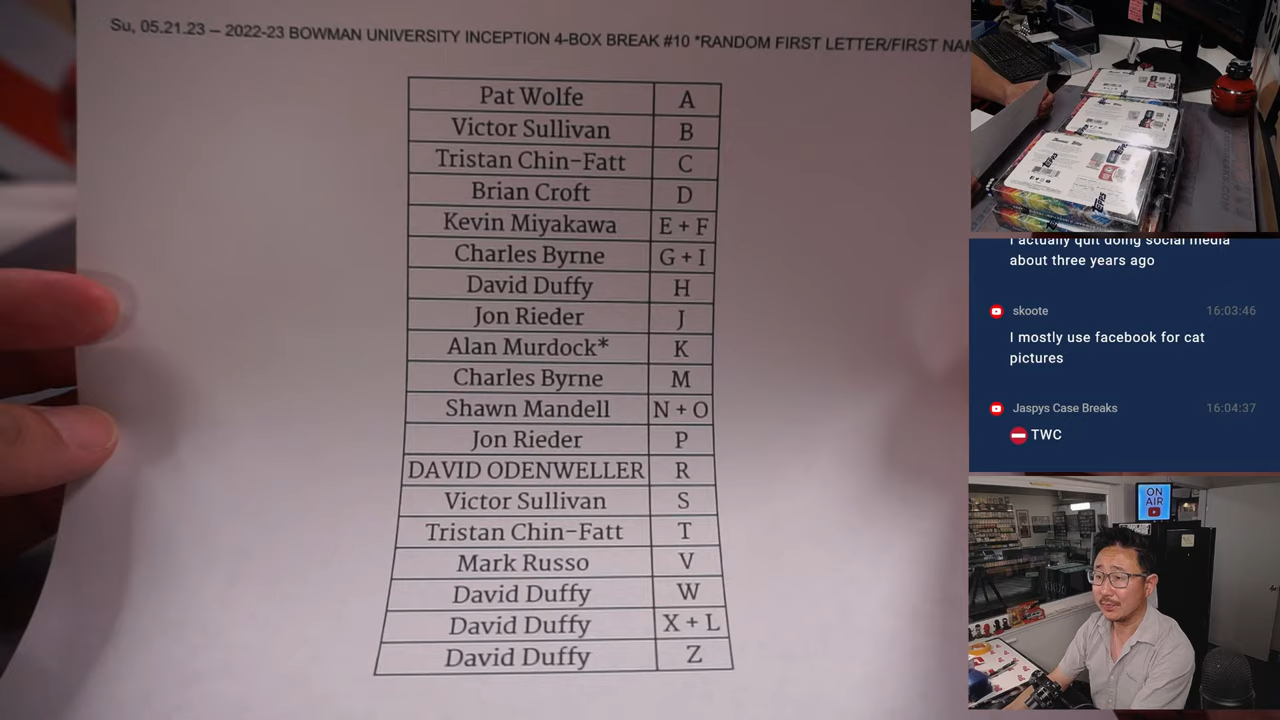 Su, 05.21.23 – 2022-23 BOWMAN UNIVERSITY INCEPTION 4-BOX BREAK #10 *RANDOM FIRST LETTER/FIRST
Pat Wolfe A
Victor Sullivan B
Tristan Chin-Fatt C
Brian Croft D
Kevin Miyakawa E + F
Charles Byrne G + I
David Duffy H
Jon Rieder J
Alan Murdock* K
Charles Byrne M
Shawn Mandell N + O
Jon Rieder P
DAVID ODENWELLER R
Victor Sullivan S
Tristan Chin-Fatt T
Mark Russo V
David Duffy W
David Duffy X + L
David Duffy Z
Topps
Topps
I actually quit doing social media
about three years ago
skoote 16:03:46
I mostly use facebook for cat
pictures
Jaspys Case Breaks 16:04:37
TWC
ON
AIR